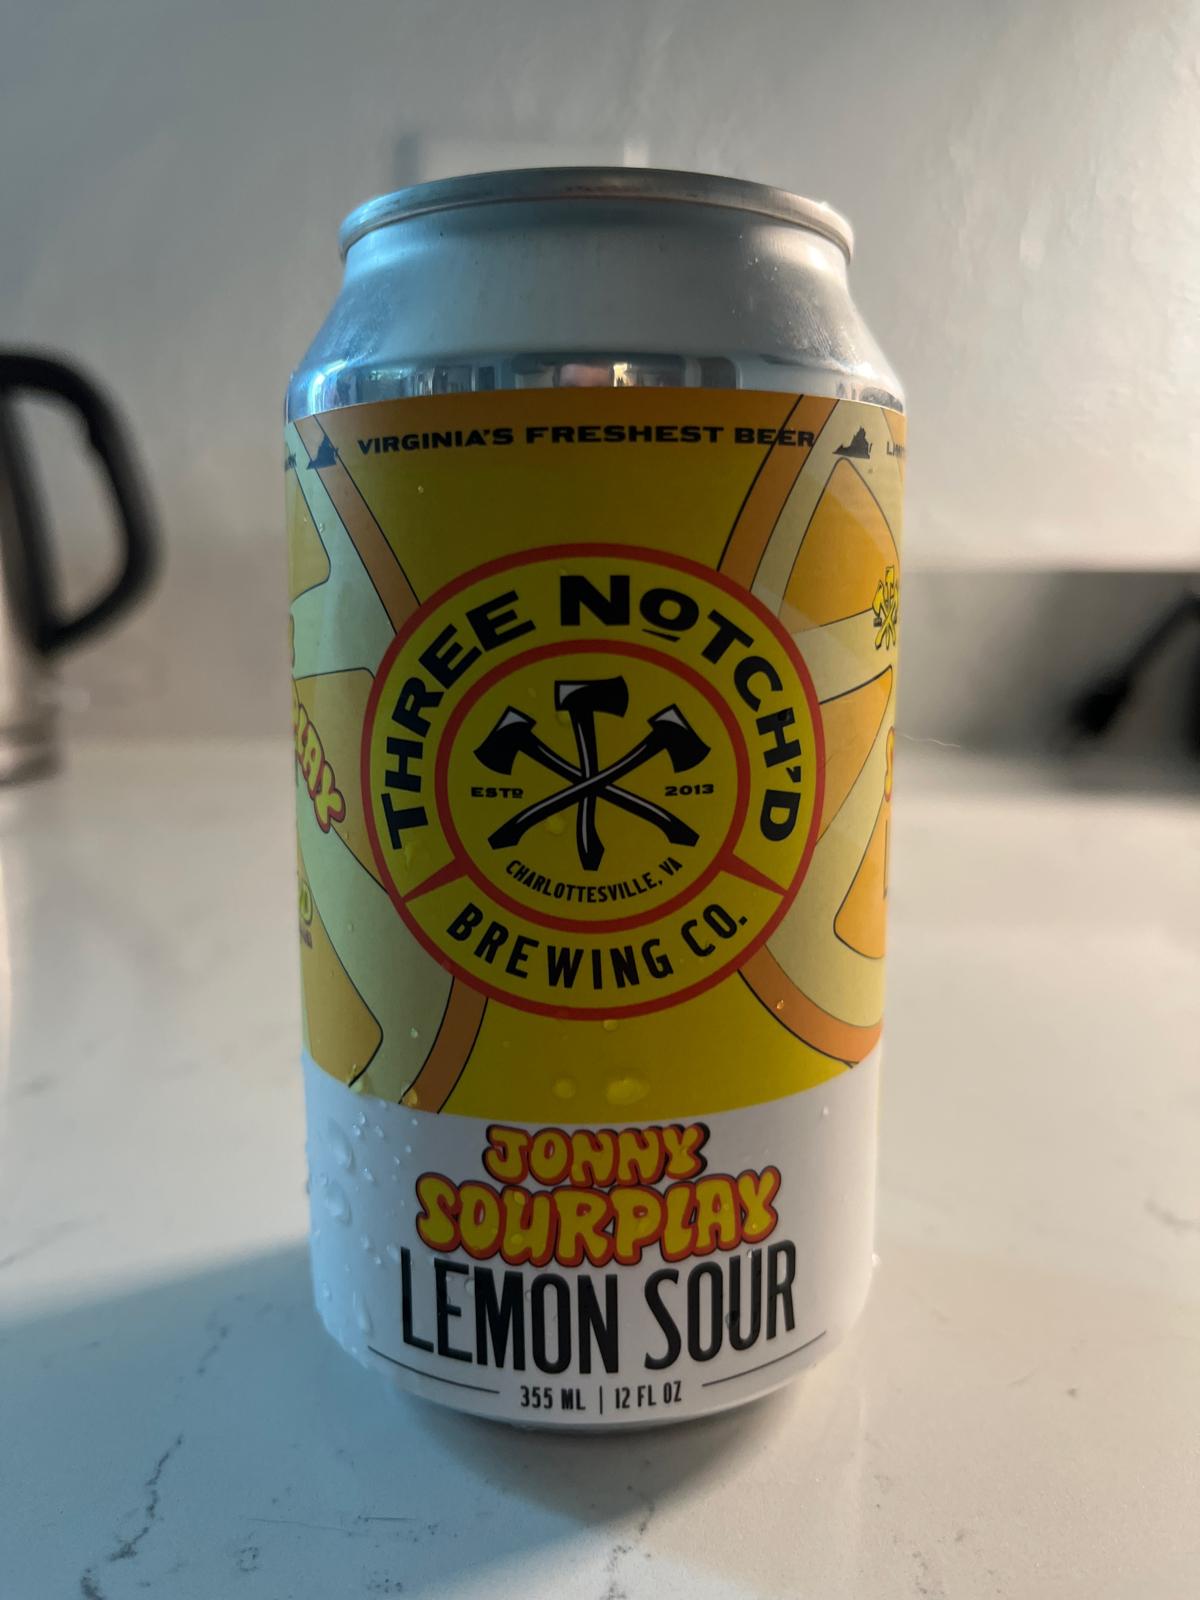 VIRGINIA'S FRESHEST BEER
THREE NOTCH'D
ESTD 2013
CHARLOTTESVILLE, VA
BREWING CO.
JONNY
SOURPLAY
LEMON SOUR
355 ML | 12 FL OZ